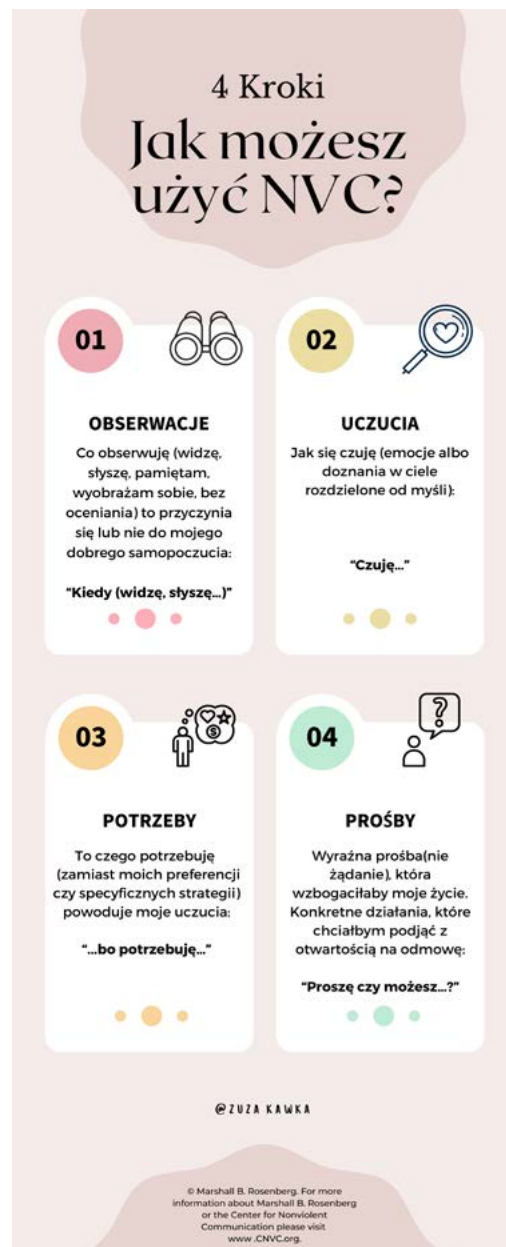 4 Kroki
Jak możesz
użyć NVC?
01
OBSERWACJE
Co obserwuję (widzę,
słyszę, pamiętam,
wyobrażam sobie, bez
oceniania) to przyczynia
się lub nie do mojego
dobrego samopoczucia:
"Kiedy (widzę, słyszę...)"
02
UCZUCIA
Jak się czuję (emocje albo
doznania w ciele
rozdzielone od myśli):
"Czuję..."
03
POTRZEBY
To czego potrzebuję
(zamiast moich preferencji
czy specyficznych strategii)
powoduje moje uczucia:
"...bo potrzebuję..."
04
PROŚBY
Wyraźna prośba(nie
żądanie), która
wzbogaciłaby moje życie.
Konkretne działania, które
chciałbym podjąć z
otwartością na odmowę:
"Proszę czy możesz...?"
@ZUZA KAWKA
© Marshall B. Rosenberg. For more
information about Marshall B. Rosenberg
or the Center for Nonviolent
Communication please visit
www .CNVC.org.